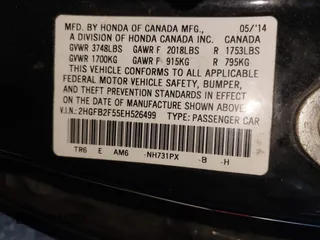 MFD. BY HONDA OF CANADA MFG., 05/'14
A DIVISION OF HONDA CANADA INC. CANADA
GVWR 3748LBS GAWR F 2018LBS R 1753LBS
GVWR 1700KG GAWR F 915KG R 795KG
THIS VEHICLE CONFORMS TO ALL APPLICABLE
FEDERAL MOTOR VEHICLE SAFETY, BUMPER,
AND THEFT PREVENTION STANDARDS IN EFFECT ON
THE DATE OF MANUFACTURE SHOWN ABOVE.
V.I.N.: 2HGFB2F55EH526499 TYPE: PASSENGER CAR
TR6 E AM6 -NH731PX -B -H